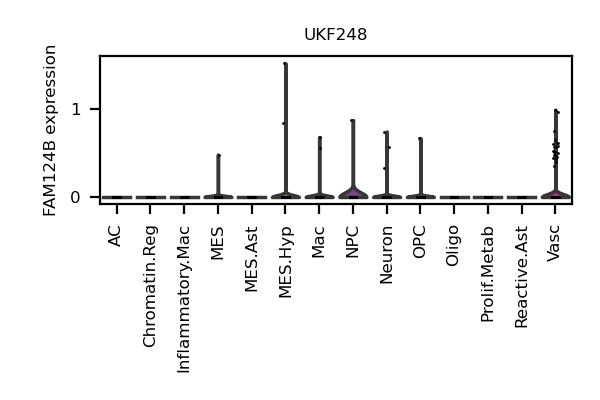 UKF248
FAM124B expression
1
0
AC
Chromatin.Reg
Inflammatory.Mac
MES
MES.Ast
MES.Hyp
Mac
NPC
Neuron
OPC
Oligo
Prolif.Metab
Reactive.Ast
Vasc